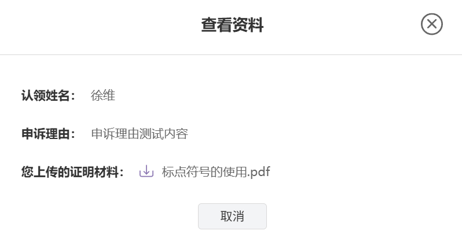 查看资料
认领姓名： 徐维
申诉理由： 申诉理由测试内容
您上传的证明材料： 标点符号的使用.pdf
取消